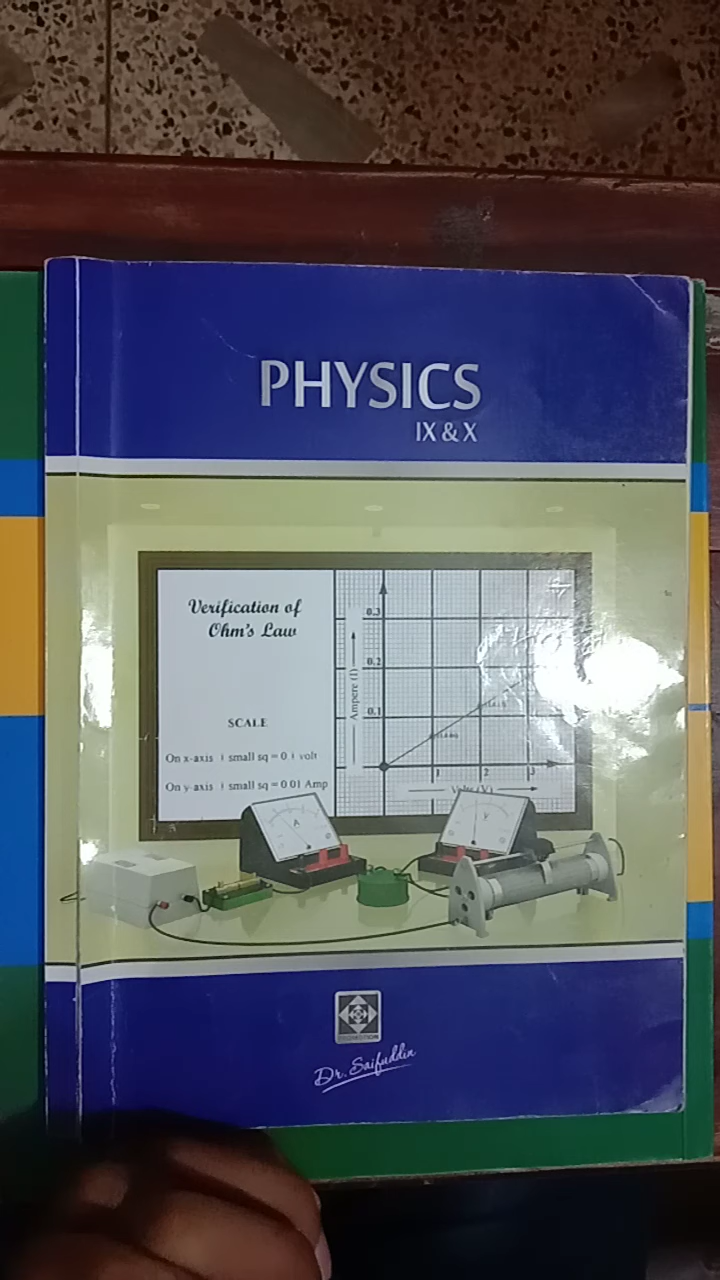 PHYSICS
IX & X
Verification of
Ohm's Law
SCALE
On x-axis 1 small sq = 0.1 volt
On y-axis 1 small sq = 0.01 Amp
0.3
0.2
0.1
Ampere (I)
1 2 3
Volts (V)
A
V
Dr. Saifuddin